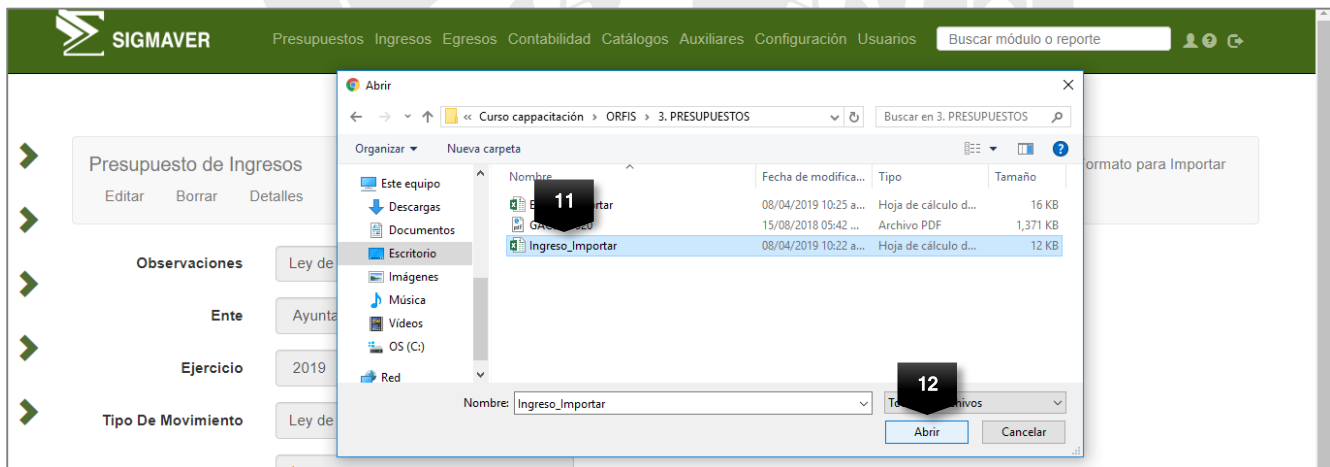 SIGMAVER
Presupuestos Ingresos Egresos Contabilidad Catálogos Auxiliares Configuración Usuarios
Buscar módulo o reporte
Abrir
« Curso cappacitación › ORFIS › 3. PRESUPUESTOS
Buscar en 3. PRESUPUESTOS
Organizar
Nueva carpeta
Este equipo
Descargas
Documentos
Escritorio
Imágenes
Música
Vídeos
OS (C:)
Red
Nombre
Fecha de modifica...
Tipo
Tamaño
11
08/04/2019 10:25 a...
Hoja de cálculo d...
16 KB
15/08/2018 05:42 ...
Archivo PDF
1,371 KB
Ingreso_Importar
08/04/2019 10:22 a...
Hoja de cálculo d...
12 KB
Nombre: Ingreso_Importar
12
Abrir
Cancelar
Presupuesto de Ingresos
Editar Borrar Detalles
ormato para Importar
Observaciones
Ley de
Ente
Ayunta
Ejercicio
2019
Tipo De Movimiento
Ley de